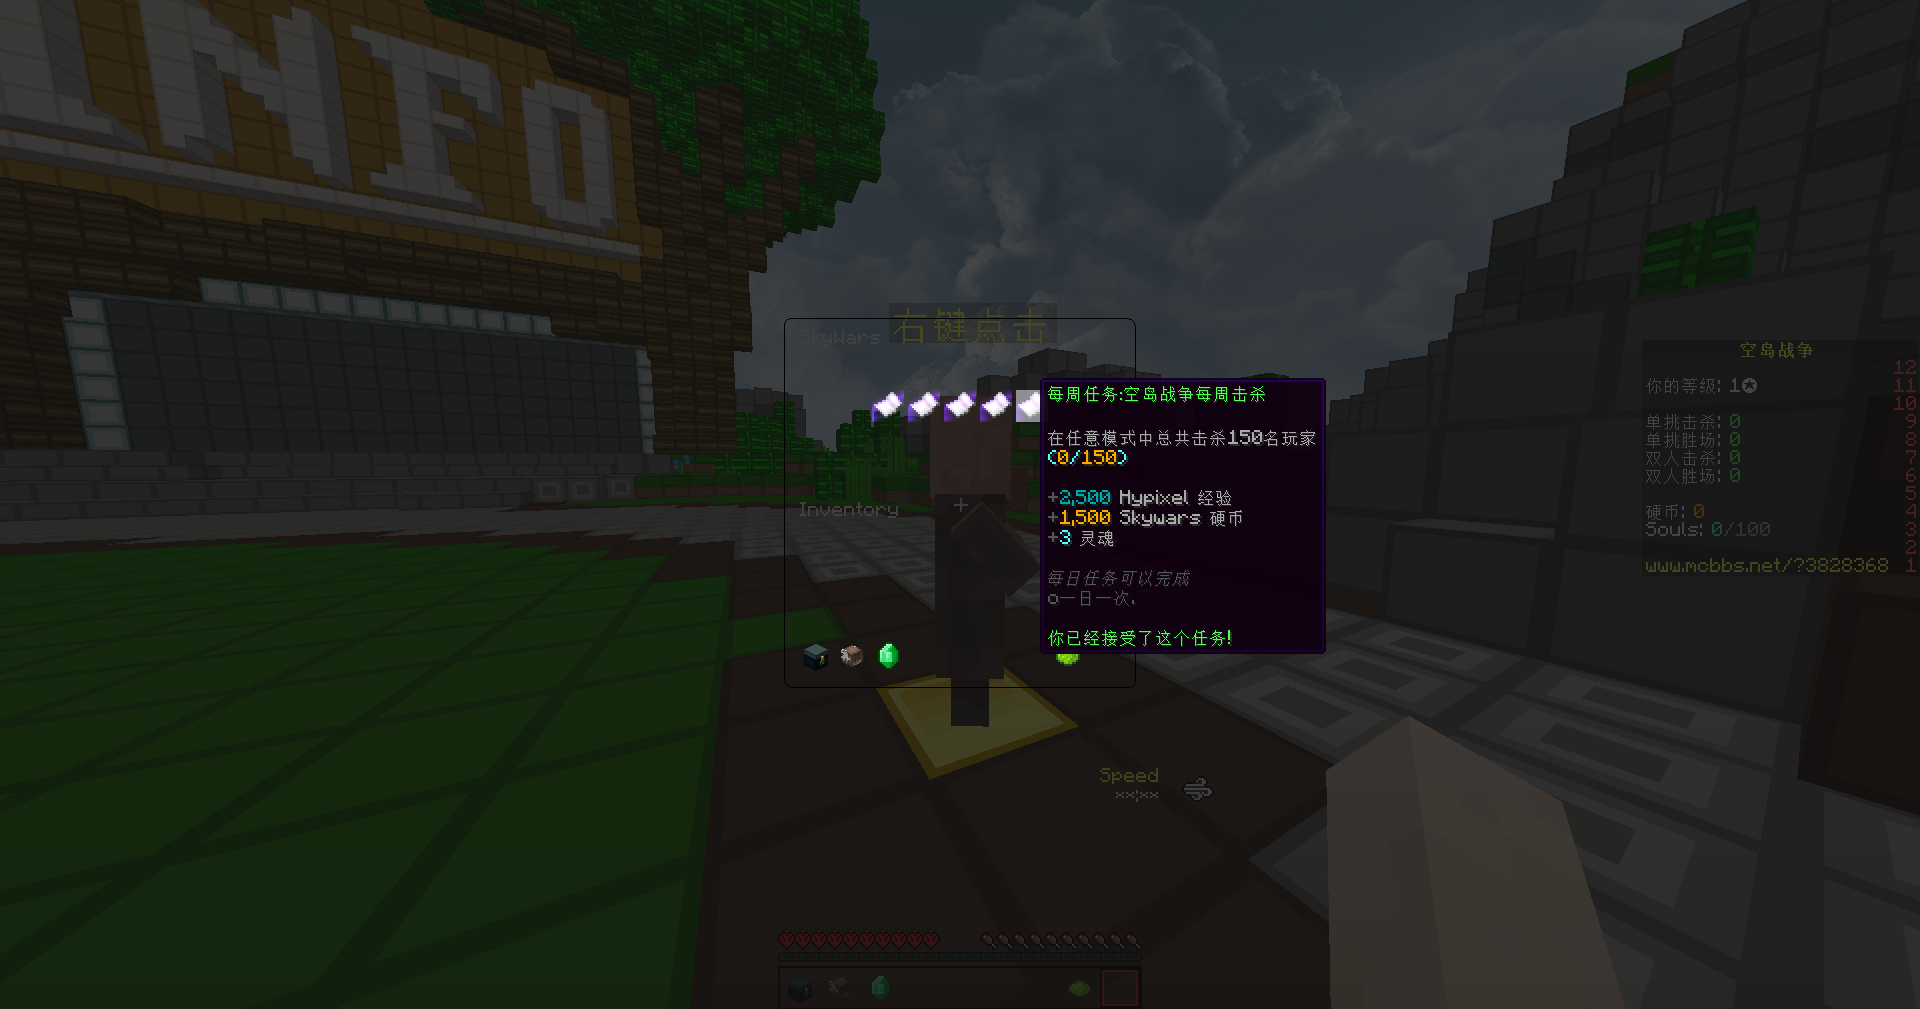 INFO
右键点击
SkyWars
每周任务:空岛战争每周击杀
在任意模式中总共击杀150名玩家
(0/150)
+2,500 Hypixel 经验
+1,500 Skywars 硬币
+3 灵魂
每日任务可以完成
o一日一次.
你已经接受了这个任务!
Inventory
Speed
**:**
空岛战争
12
你的等级: 1✪ 11
10
单挑击杀: 0 9
单挑胜场: 0 8
双人击杀: 0 7
双人胜场: 0 6
5
硬币: 0 4
Souls: 0/100 3
2
www.mcbbs.net/?3828368 1